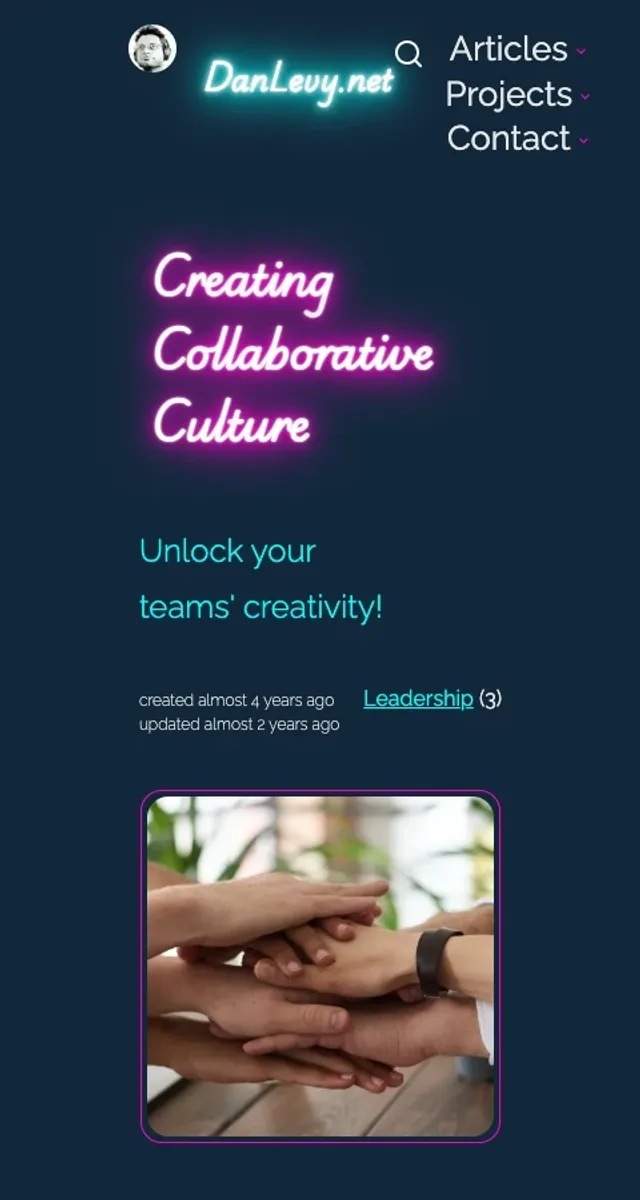 DanLevy.net
Articles
Projects
Contact
Creating
Collaborative
Culture
Unlock your
teams' creativity!
created almost 4 years ago
updated almost 2 years ago
Leadership (3)